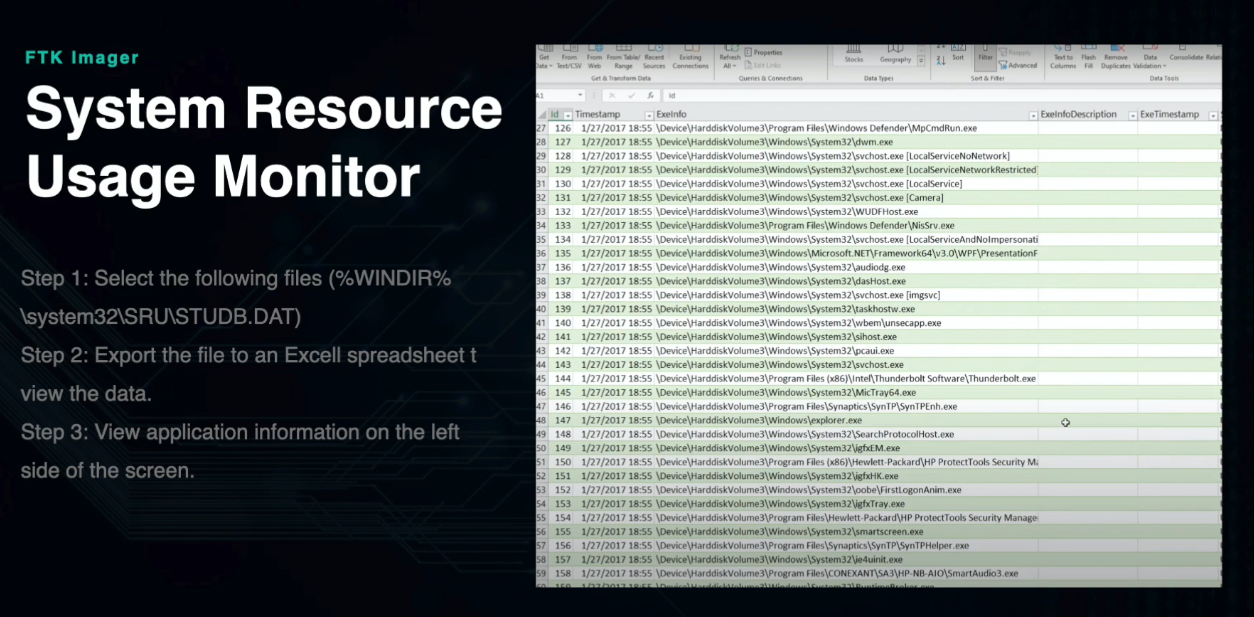 FTK Imager
System Resource
Usage Monitor
Step 1: Select the following files (%WINDIR%
\system32\SRU\STUDB.DAT)
Step 2: Export the file to an Excell spreadsheet t
view the data.
Step 3: View application information on the left
side of the screen.
Get From From From Table/ Recent Existing Refresh Properties Stocks Geography Sort Filter Reapply Text to Flash Remove Data Consolidate Relat
Data Text/CSV Web Range Sources Connections All Edit Links Advanced Columns Fill Duplicates Validation
Get & Transform Data Queries & Connections Data Types Sort & Filter Data Tools
A1 fx Id
Id Timestamp ExeInfo ExeInfoDescription ExeTimestamp
27 126 1/27/2017 18:55 \Device\HarddiskVolume3\Program Files\Windows Defender\MpCmdRun.exe
28 127 1/27/2017 18:55 \Device\HarddiskVolume3\Windows\System32\dwm.exe
29 128 1/27/2017 18:55 \Device\HarddiskVolume3\Windows\System32\svchost.exe [LocalServiceNoNetwork]
30 129 1/27/2017 18:55 \Device\HarddiskVolume3\Windows\System32\svchost.exe [LocalServiceNetworkRestricted]
31 130 1/27/2017 18:55 \Device\HarddiskVolume3\Windows\System32\svchost.exe [LocalService]
32 131 1/27/2017 18:55 \Device\HarddiskVolume3\Windows\System32\svchost.exe [Camera]
33 132 1/27/2017 18:55 \Device\HarddiskVolume3\Windows\System32\WUDFHost.exe
34 133 1/27/2017 18:55 \Device\HarddiskVolume3\Program Files\Windows Defender\NisSrv.exe
35 134 1/27/2017 18:55 \Device\HarddiskVolume3\Windows\System32\svchost.exe [LocalServiceAndNoImpersonati
36 135 1/27/2017 18:55 \Device\HarddiskVolume3\Windows\Microsoft.NET\Framework64\v3.0\WPF\PresentationF
37 136 1/27/2017 18:55 \Device\HarddiskVolume3\Windows\System32\audiodg.exe
38 137 1/27/2017 18:55 \Device\HarddiskVolume3\Windows\System32\dasHost.exe
39 138 1/27/2017 18:55 \Device\HarddiskVolume3\Windows\System32\svchost.exe [imgsvc]
40 139 1/27/2017 18:55 \Device\HarddiskVolume3\Windows\System32\taskhostw.exe
41 140 1/27/2017 18:55 \Device\HarddiskVolume3\Windows\System32\wbem\unsecapp.exe
42 141 1/27/2017 18:55 \Device\HarddiskVolume3\Windows\System32\sihost.exe
43 142 1/27/2017 18:55 \Device\HarddiskVolume3\Windows\System32\pcaui.exe
44 143 1/27/2017 18:55 \Device\HarddiskVolume3\Windows\System32\svchost.exe
45 144 1/27/2017 18:55 \Device\HarddiskVolume3\Program Files (x86)\Intel\Thunderbolt Software\Thunderbolt.exe
46 145 1/27/2017 18:55 \Device\HarddiskVolume3\Windows\System32\MicTray64.exe
47 146 1/27/2017 18:55 \Device\HarddiskVolume3\Program Files\Synaptics\SynTP\SynTPEnh.exe
48 147 1/27/2017 18:55 \Device\HarddiskVolume3\Windows\explorer.exe
49 148 1/27/2017 18:55 \Device\HarddiskVolume3\Windows\System32\SearchProtocolHost.exe
50 149 1/27/2017 18:55 \Device\HarddiskVolume3\Windows\System32\igfxEM.exe
51 150 1/27/2017 18:55 \Device\HarddiskVolume3\Program Files (x86)\Hewlett-Packard\HP ProtectTools Security Ma
52 151 1/27/2017 18:55 \Device\HarddiskVolume3\Windows\System32\igfxHK.exe
53 152 1/27/2017 18:55 \Device\HarddiskVolume3\Windows\System32\oobe\FirstLogonAnim.exe
54 153 1/27/2017 18:55 \Device\HarddiskVolume3\Windows\System32\igfxTray.exe
55 154 1/27/2017 18:55 \Device\HarddiskVolume3\Program Files\Hewlett-Packard\HP ProtectTools Security Manage
56 155 1/27/2017 18:55 \Device\HarddiskVolume3\Windows\System32\smartscreen.exe
57 156 1/27/2017 18:55 \Device\HarddiskVolume3\Program Files\Synaptics\SynTP\SynTPHelper.exe
58 157 1/27/2017 18:55 \Device\HarddiskVolume3\Windows\System32\ie4uinit.exe
59 158 1/27/2017 18:55 \Device\HarddiskVolume3\Program Files\CONEXANT\SA3\HP-NB-AIO\SmartAudio3.exe
159 1/27/2017 18:55 \Device\HarddiskVolume3\Windows\System32\RuntimeBroker.exe